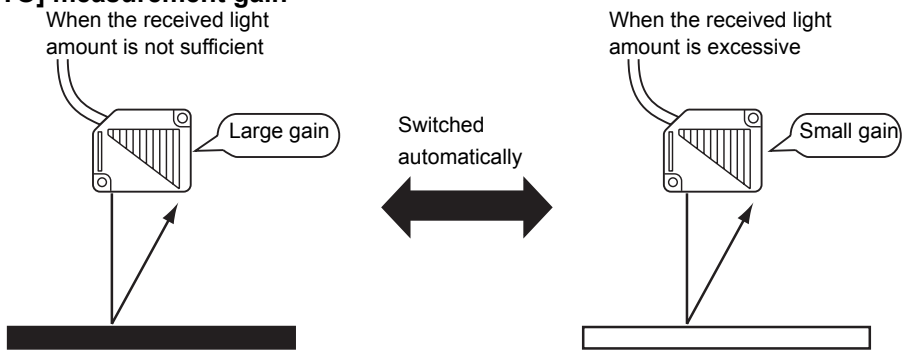 measurement gain
When the received light
amount is not sufficient
Large gain
Switched
automatically
When the received light
amount is excessive
Small gain